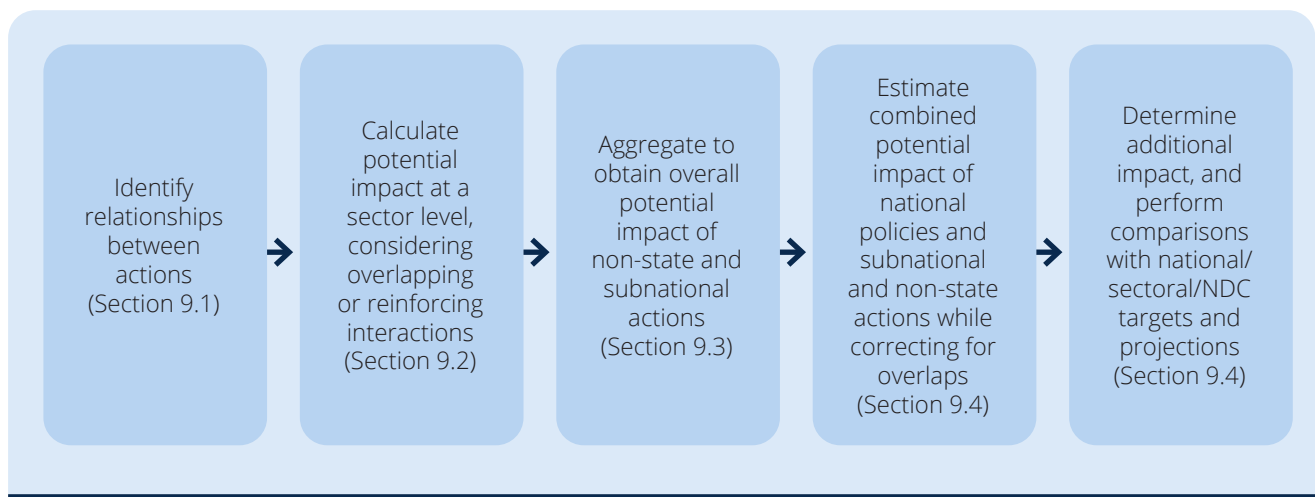 Identify
relationships
between
actions
(Section 9.1)
Calculate
potential
impact at a
sector level,
considering
overlapping
or reinforcing
interactions
(Section 9.2)
Aggregate to
obtain overall
potential
impact of
non-state and
subnational
actions
(Section 9.3)
Estimate
combined
potential
impact of
national
policies and
subnational
and non-state
actions while
correcting for
overlaps
(Section 9.4)
Determine
additional
impact, and
perform
comparisons
with national/
sectoral/NDC
targets and
projections
(Section 9.4)